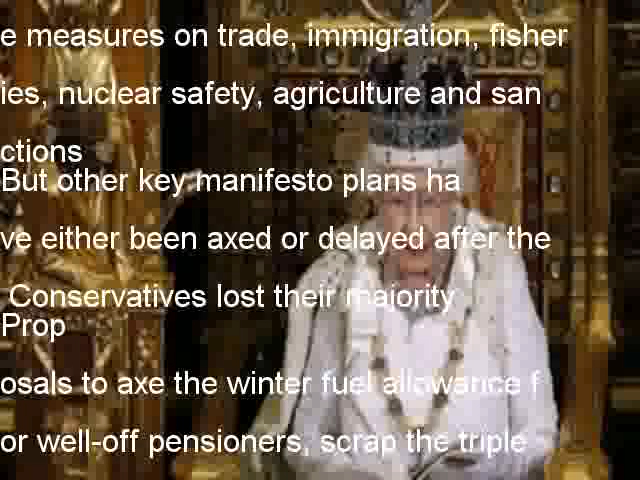 e measures on trade, immigration, fisher
ies, nuclear safety, agriculture and san
ctions
But other key manifesto plans ha
ve either been axed or delayed after the
Conservatives lost their majority
Prop
osals to axe the winter fuel allowance f
or well-off pensioners, scrap the triple